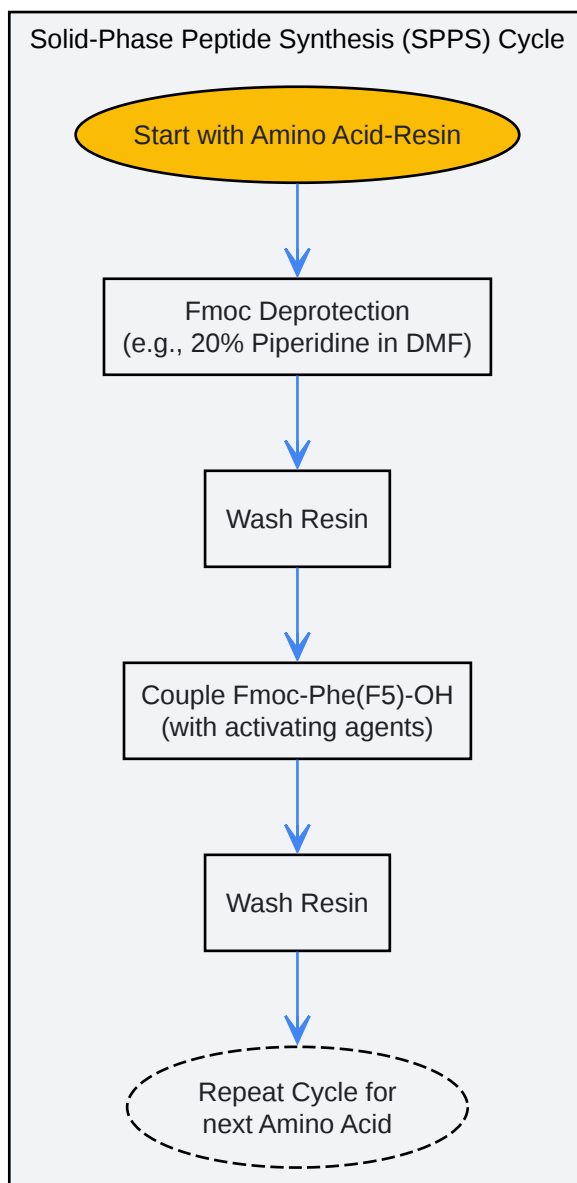 Solid-Phase Peptide Synthesis (SPPS) Cycle
Start with Amino Acid-Resin
Fmoc Deprotection
(e.g., 20% Piperidine in DMF)
Wash Resin
Couple Fmoc-Phe(F5)-OH
(with activating agents)
Wash Resin
Repeat Cycle for
next Amino Acid